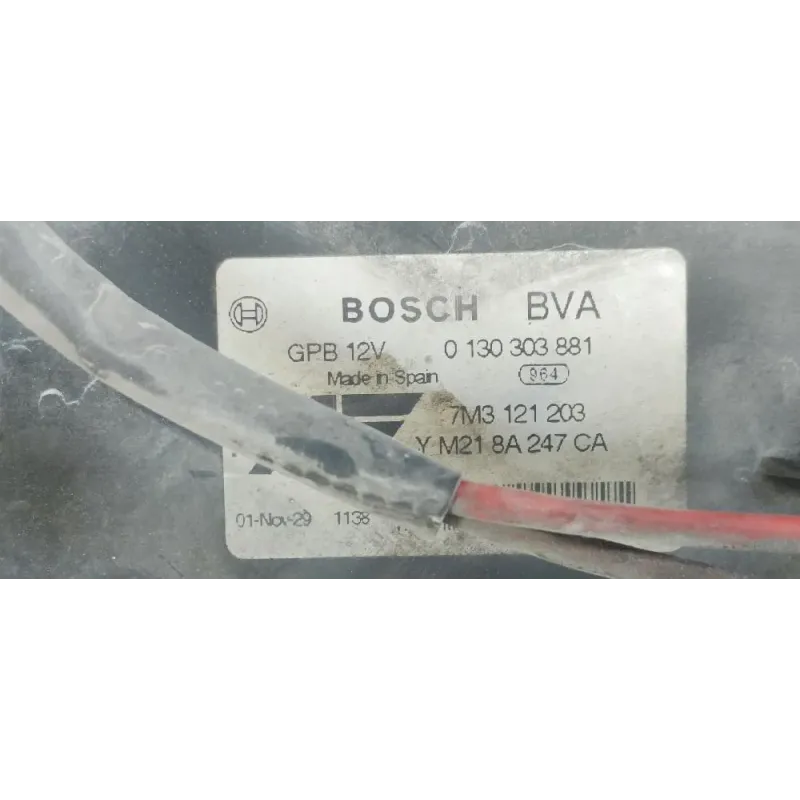 BOSCH BVA
GPB 12V 0 130 303 881
Made in Spain 964
7M3 121 203
Y M21 8A 247 CA
01-Nov-29 1138